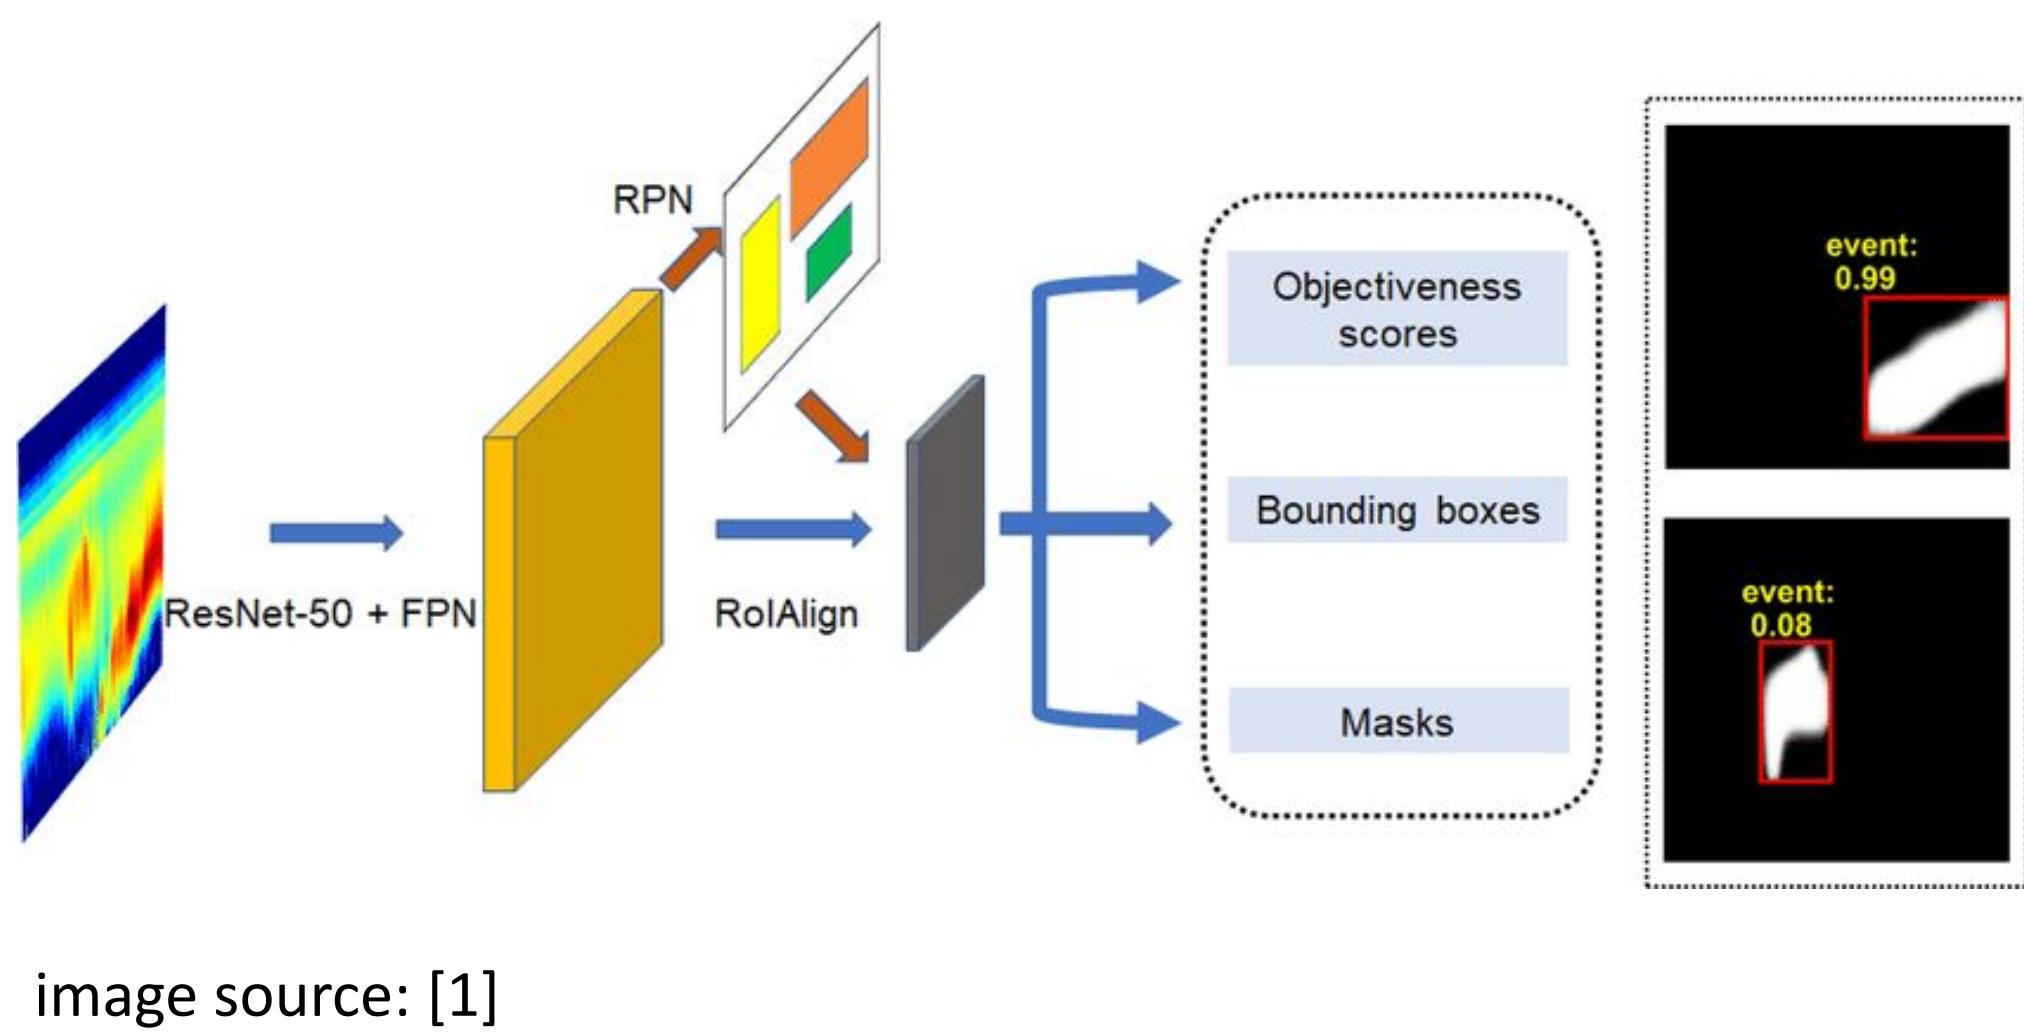 RPN
ResNet-50 + FPN
RoIAlign
Objectiveness
scores
Bounding boxes
Masks
event:
0.99
event:
0.08
image source: [1]